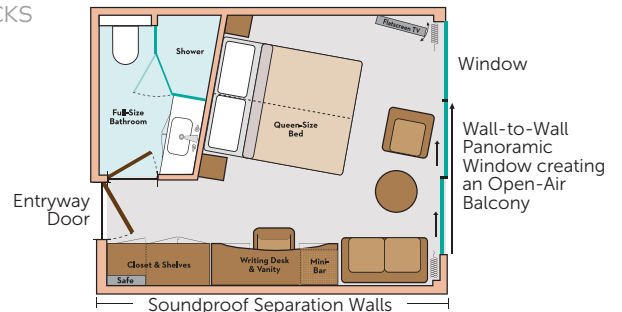 CKS
Flatscreen TV
Shower
Window
Full-Size
Bathroom
Queen-Size
Bed
Wall-to-Wall
Panoramic
Window creating
an Open-Air
Balcony
Entryway
Door
Closet & Shelves
Writing Desk
& Vanity
Mini-
Bar
Safe
Soundproof Separation Walls